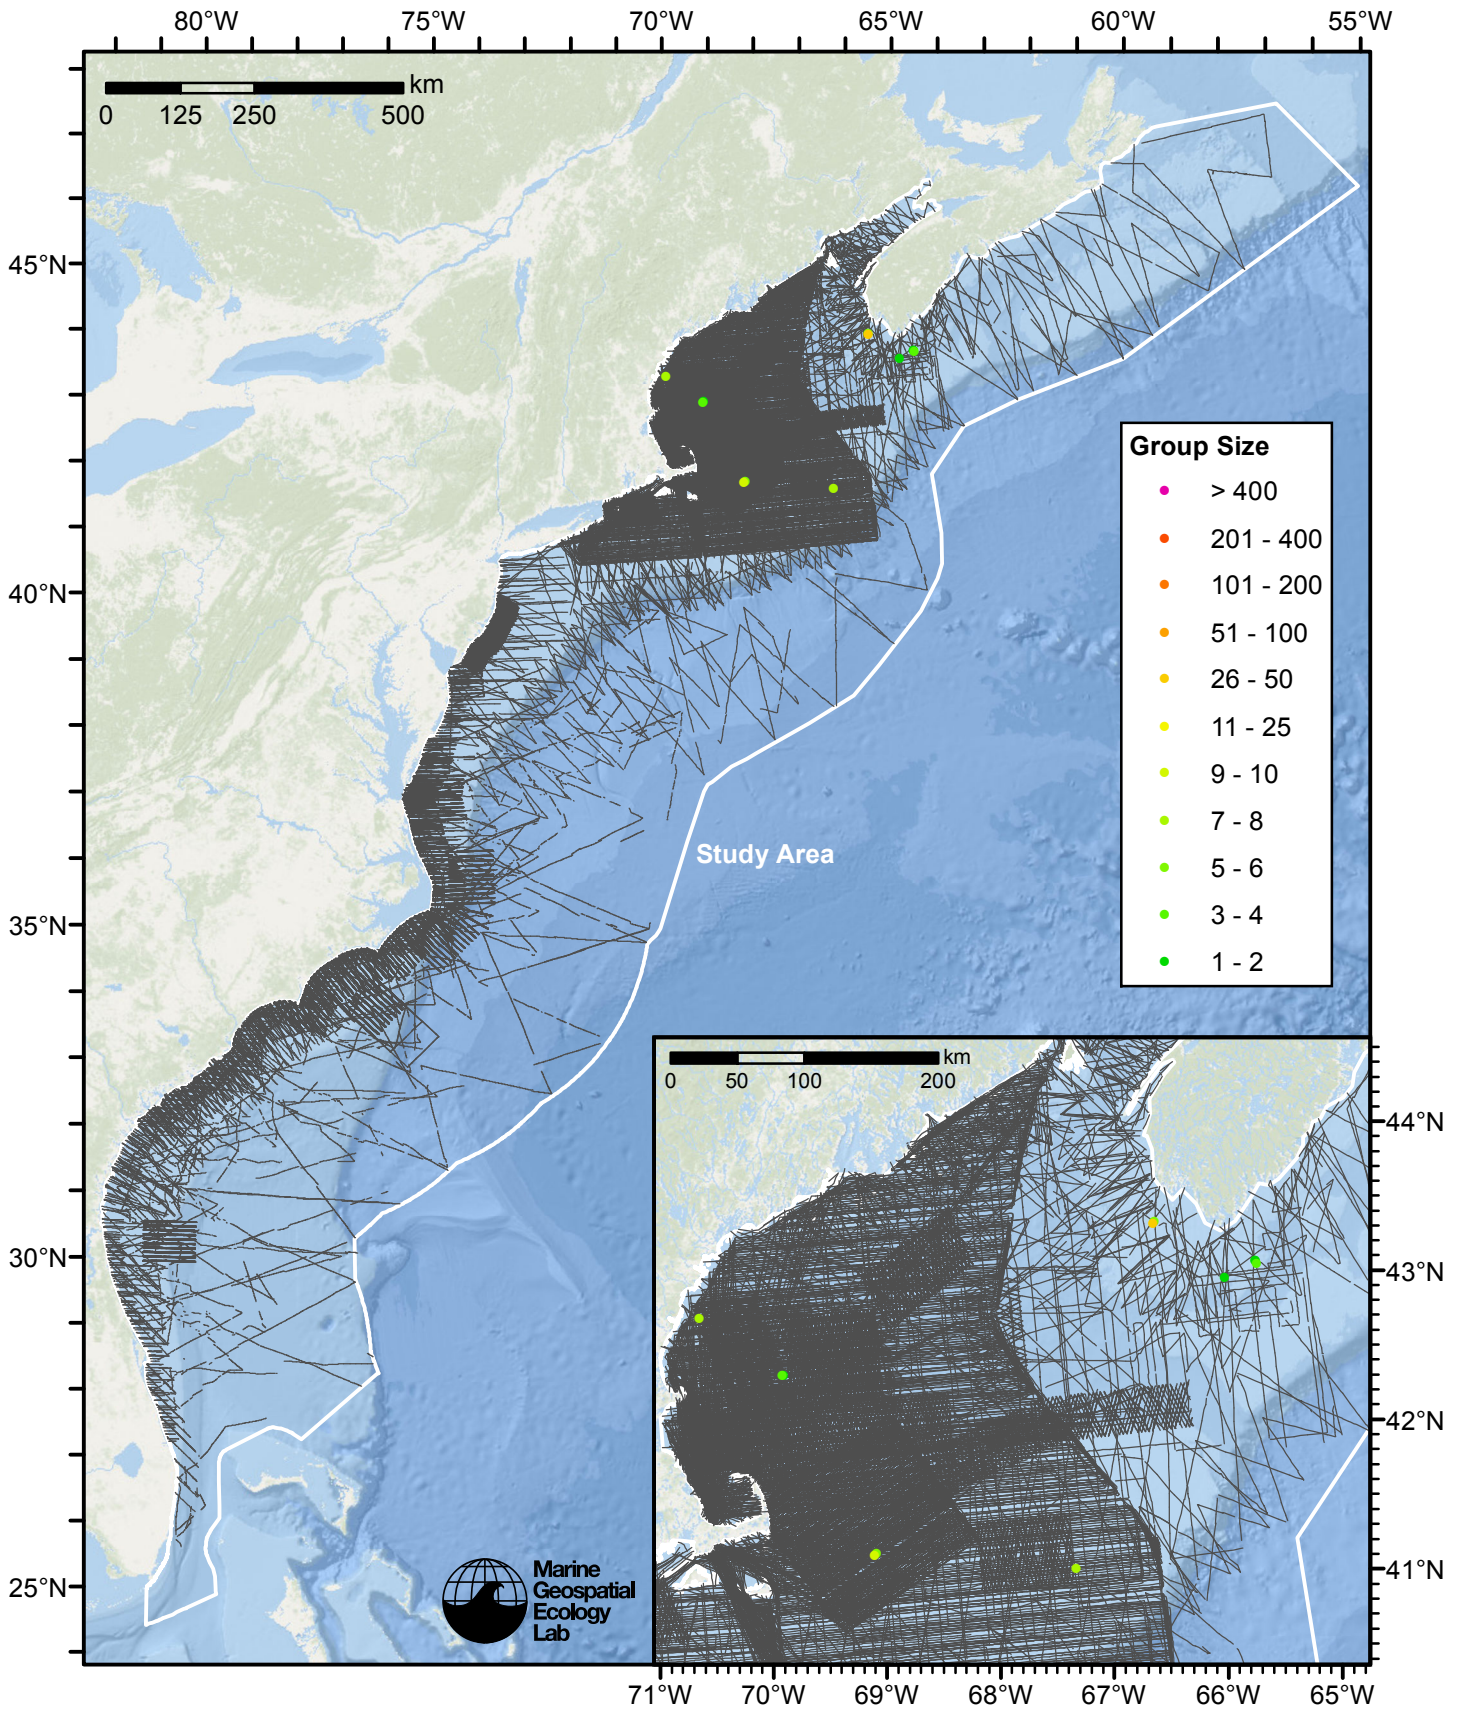 80°W 75°W 70°W 65°W 60°W 55°W
km
0 125 250 500
45°N
40°N
35°N
30°N
25°N
Group Size
> 400
201 - 400
101 - 200
51 - 100
26 - 50
11 - 25
9 - 10
7 - 8
5 - 6
3 - 4
1 - 2
Study Area
km
0 50 100 200
44°N
43°N
42°N
41°N
Marine
Geospatial
Ecology
Lab
71°W 70°W 69°W 68°W 67°W 66°W 65°W